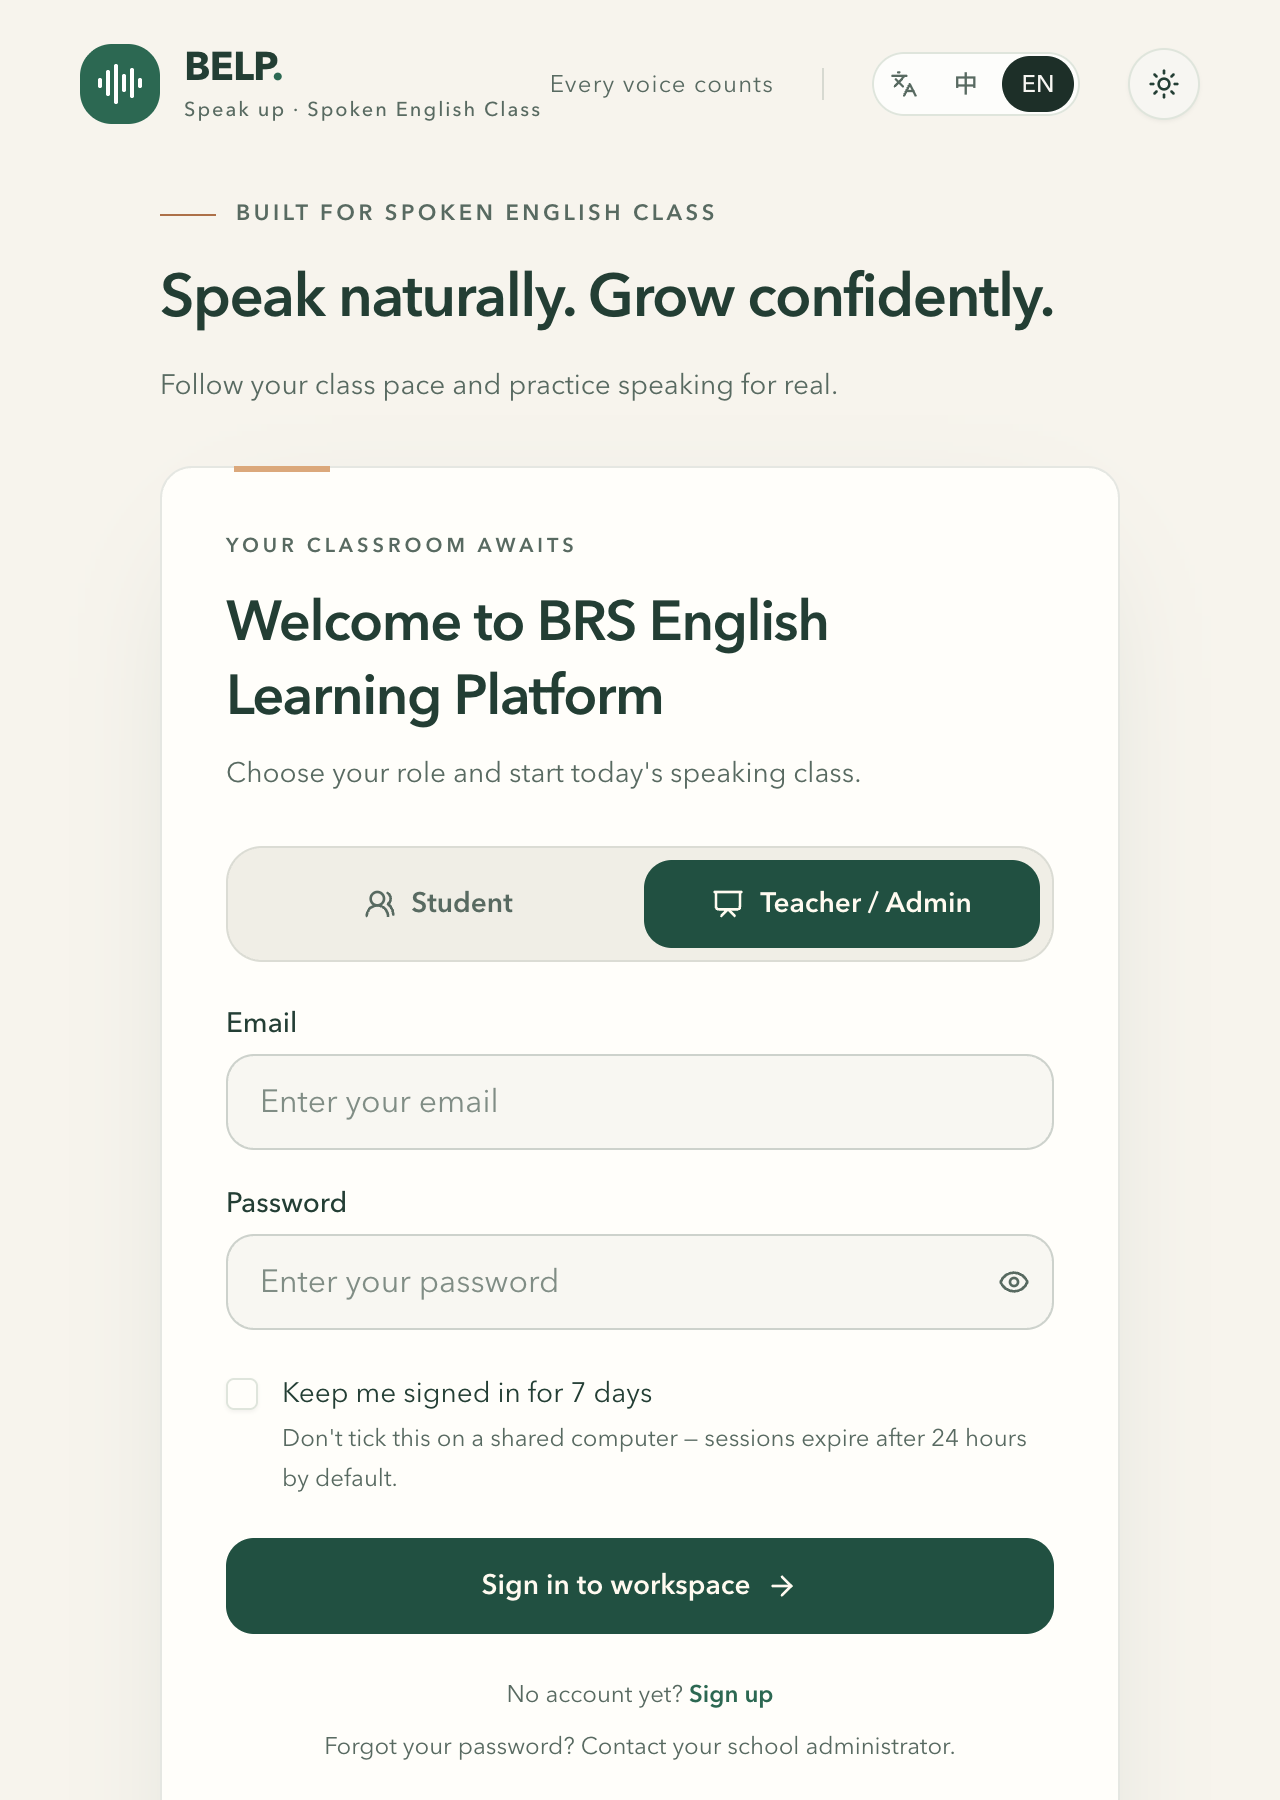 BELP.
Speak up · Spoken English Class
Every voice counts
文A
中
EN
BUILT FOR SPOKEN ENGLISH CLASS
Speak naturally. Grow confidently.
Follow your class pace and practice speaking for real.
YOUR CLASSROOM AWAITS
Welcome to BRS English
Learning Platform
Choose your role and start today's speaking class.
Student
Teacher / Admin
Email
Enter your email
Password
Enter your password
Keep me signed in for 7 days
Don't tick this on a shared computer – sessions expire after 24 hours
by default.
Sign in to workspace →
No account yet? Sign up
Forgot your password? Contact your school administrator.